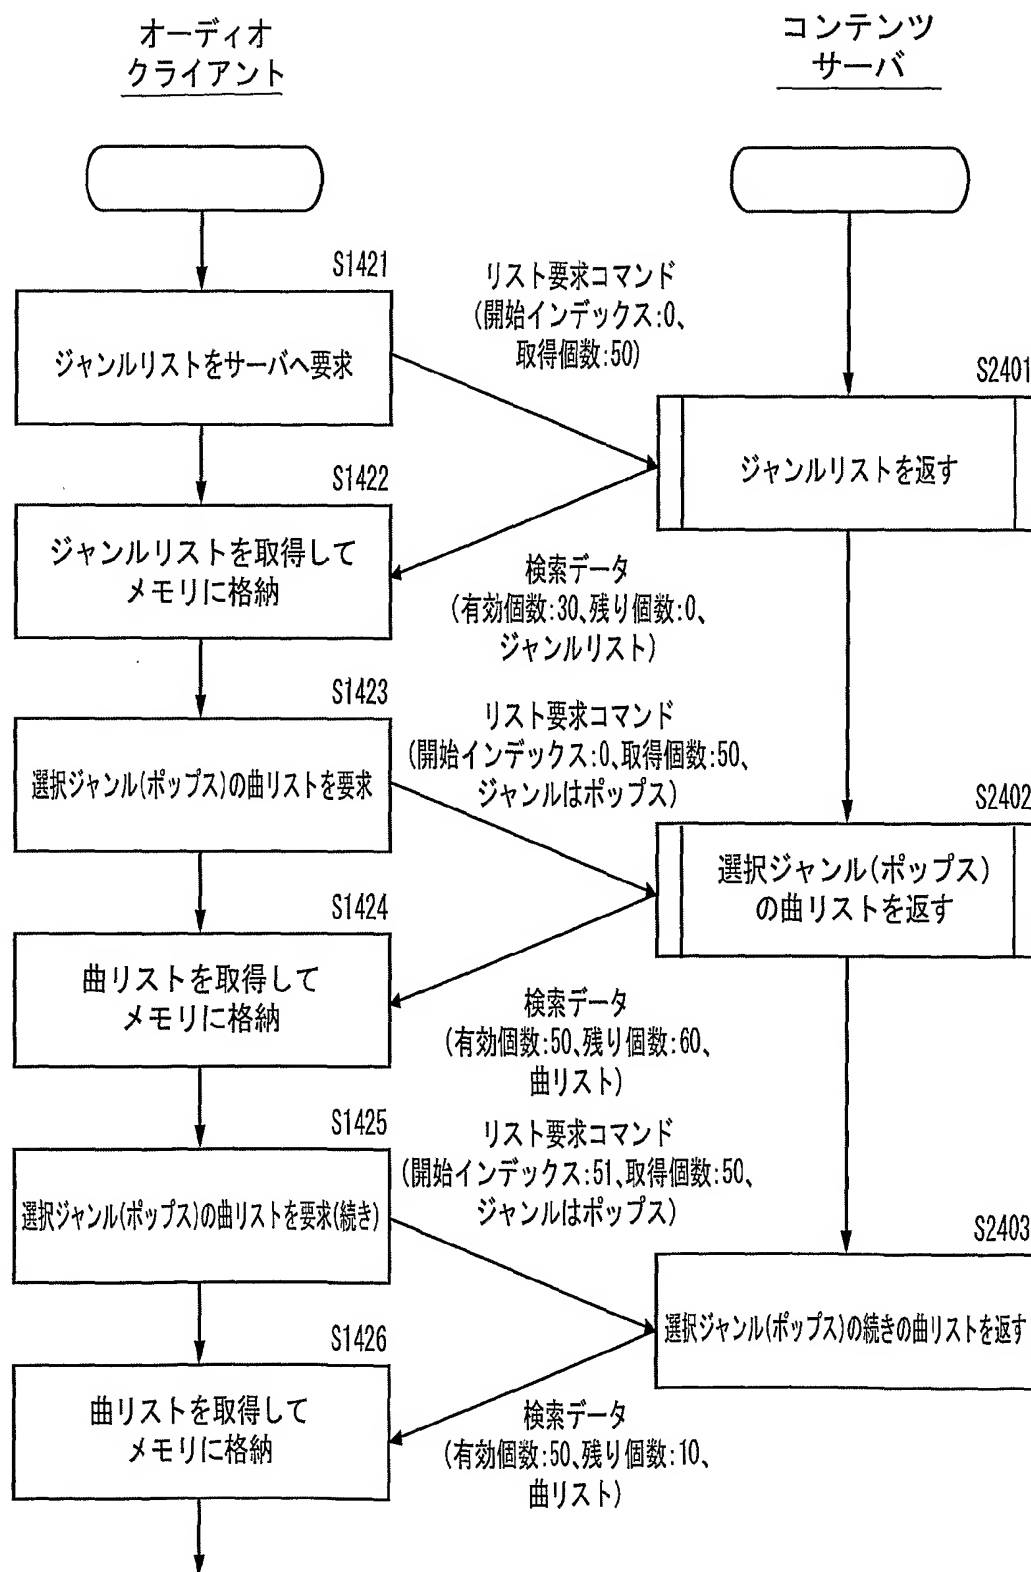 オーディオ
クライアント
コンテンツ
サーバ
S1421
ジャンルリストをサーバへ要求
リスト要求コマンド
(開始インデックス:0、
取得個数:50)
S2401
ジャンルリストを返す
S1422
ジャンルリストを取得して
メモリに格納
検索データ
(有効個数:30、残り個数:0、
ジャンルリスト)
S1423
選択ジャンル(ポップス)の曲リストを要求
リスト要求コマンド
(開始インデックス:0、取得個数:50、
ジャンルはポップス)
S2402
選択ジャンル(ポップス)
の曲リストを返す
S1424
曲リストを取得して
メモリに格納
検索データ
(有効個数:50、残り個数:60、
曲リスト)
S1425
選択ジャンル(ポップス)の曲リストを要求(続き)
リスト要求コマンド
(開始インデックス:51、取得個数:50、
ジャンルはポップス)
S2403
選択ジャンル(ポップス)の続きの曲リストを返す
S1426
曲リストを取得して
メモリに格納
検索データ
(有効個数:50、残り個数:10、
曲リスト)